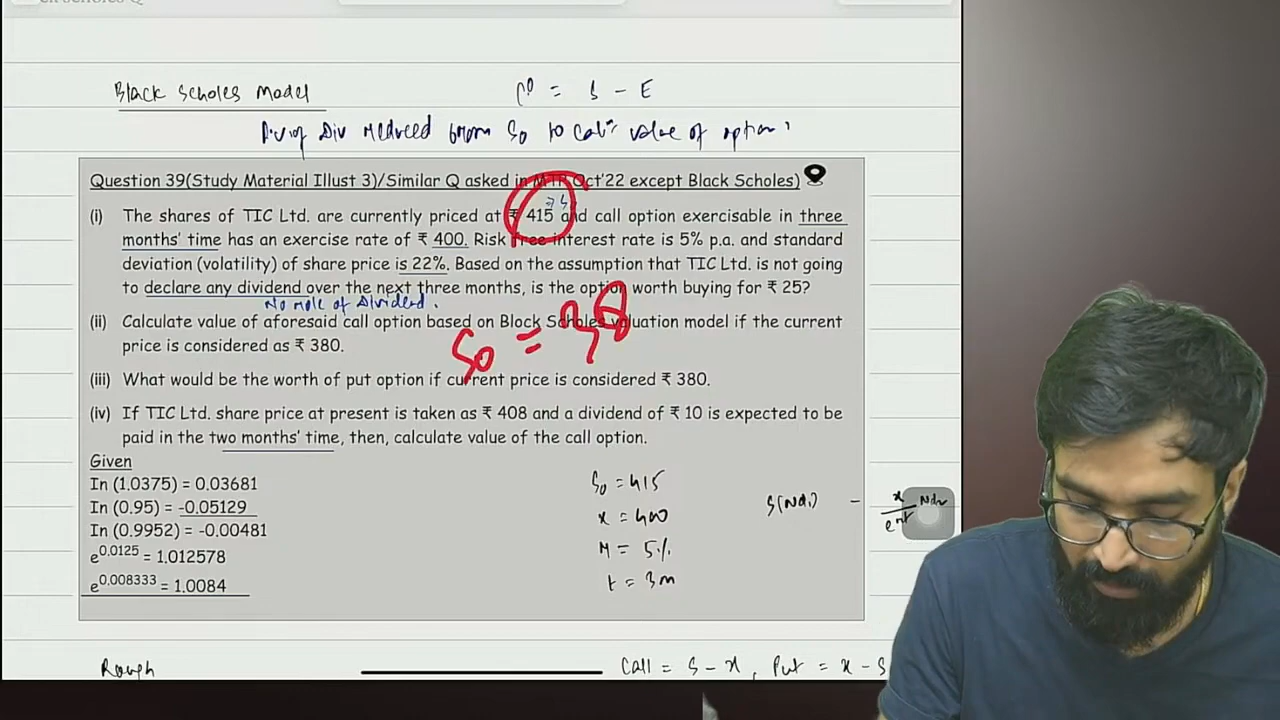 Black Scholes Model
= S - E
P.V of Div reduced from S0 to calc value of option.
Question 39(Study Material Illust 3)/Similar Q asked in MTP Oct'22 except Black Scholes)
(i) The shares of TIC Ltd. are currently priced at ₹ 415 and call option exercisable in three
months' time has an exercise rate of ₹ 400. Risk free interest rate is 5% p.a. and standard
deviation (volatility) of share price is 22%. Based on the assumption that TIC Ltd. is not going
to declare any dividend over the next three months, is the option worth buying for ₹ 25?
No role of Dividend.
(ii) Calculate value of aforesaid call option based on Block Scholes valuation model if the current
price is considered as ₹ 380.
S0 = 38
(iii) What would be the worth of put option if current price is considered ₹ 380.
(iv) If TIC Ltd. share price at present is taken as ₹ 408 and a dividend of ₹ 10 is expected to be
paid in the two months' time, then, calculate value of the call option.
Given
In (1.0375) = 0.03681
In (0.95) = -0.05129
In (0.9952) = -0.00481
e0.0125 = 1.012578
e0.008333 = 1.0084
S0 = 415
x = 400
r = 5%
t = 3m
S(Nd1) - x/e^rt Nd2
Rough
Call = S - x, Put = x - S